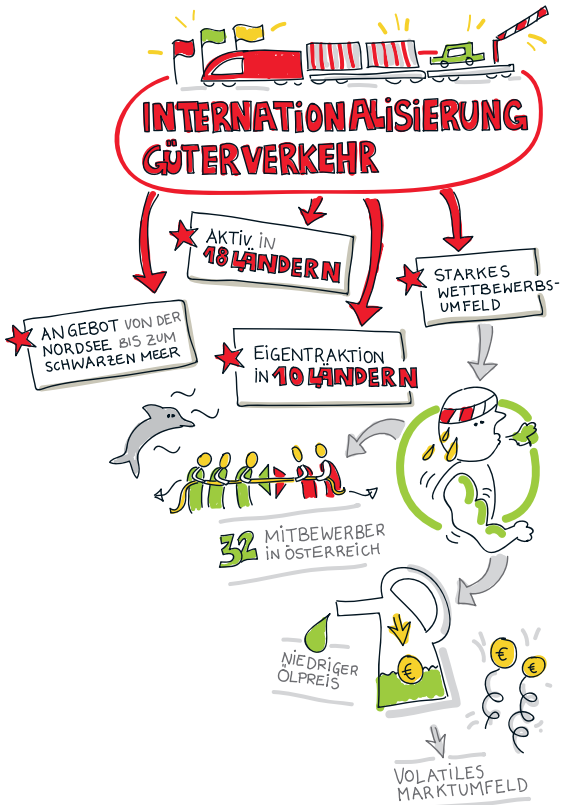 INTERNATIONALISIERUNG
GÜTERVERKEHR
AKTIV IN
18 LÄNDERN
STARKES
WETTBEWERBS-
UMFELD
ANGEBOT VON DER
NORDSEE BIS ZUM
SCHWARZEN MEER
EIGENTRAKTION
IN 10 LÄNDERN
32 MITBEWERBER
IN ÖSTERREICH
€
€
€
NIEDRIGER
ÖLPREIS
VOLATILES
MARKTUMFELD